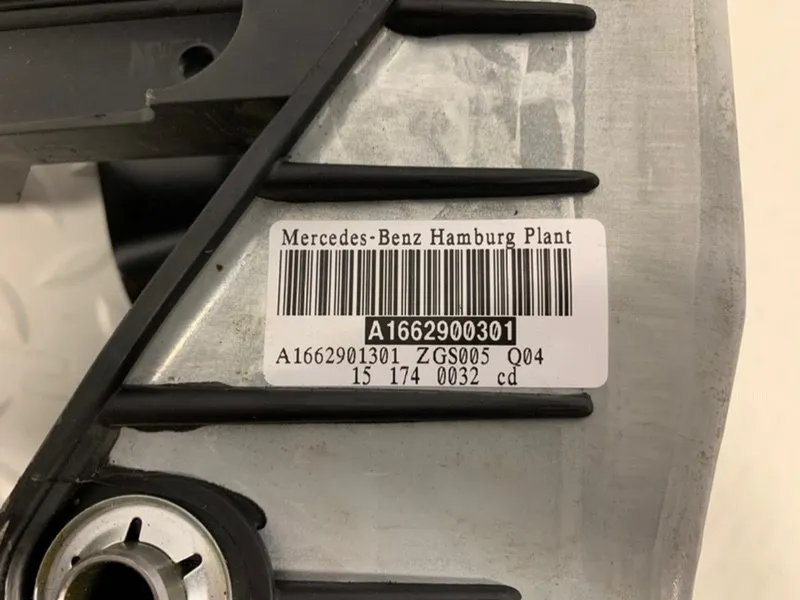 Mercedes-Benz Hamburg Plant
A1662900301
A1662901301 ZGS005 Q04
15 174 0032 cd